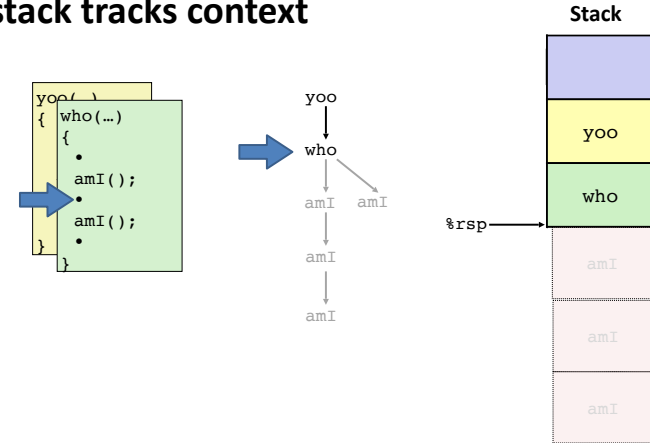 stack tracks context
Stack
yoo(…)
{
who(…)
{
•
amI();
•
amI();
•
}
}
yoo
who
amI amI
amI
amI
%rsp
yoo
who
amI
amI
amI